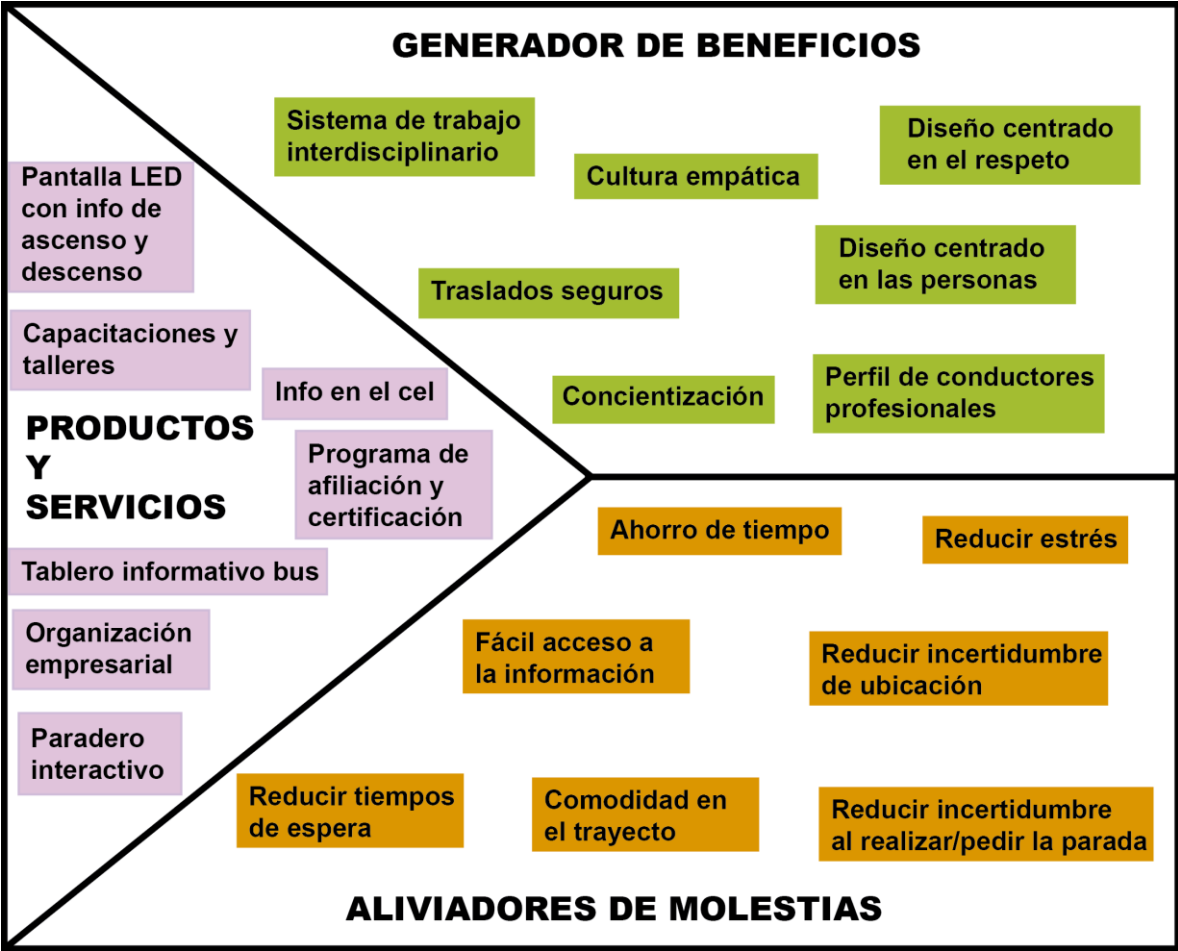 GENERADOR DE BENEFICIOS
Sistema de trabajo
interdisciplinario
Cultura empática
Diseño centrado
en el respeto
Traslados seguros
Diseño centrado
en las personas
Concientización
Perfil de conductores
profesionales
Pantalla LED
con info de
ascenso y
descenso
Capacitaciones y
talleres
Info en el cel
PRODUCTOS
Y
SERVICIOS
Programa de
afiliación y
certificación
Tablero informativo bus
Organización
empresarial
Paradero
interactivo
Ahorro de tiempo
Reducir estrés
Fácil acceso a
la información
Reducir incertidumbre
de ubicación
Reducir tiempos
de espera
Comodidad en
el trayecto
Reducir incertidumbre
al realizar/pedir la parada
ALIVIADORES DE MOLESTIAS